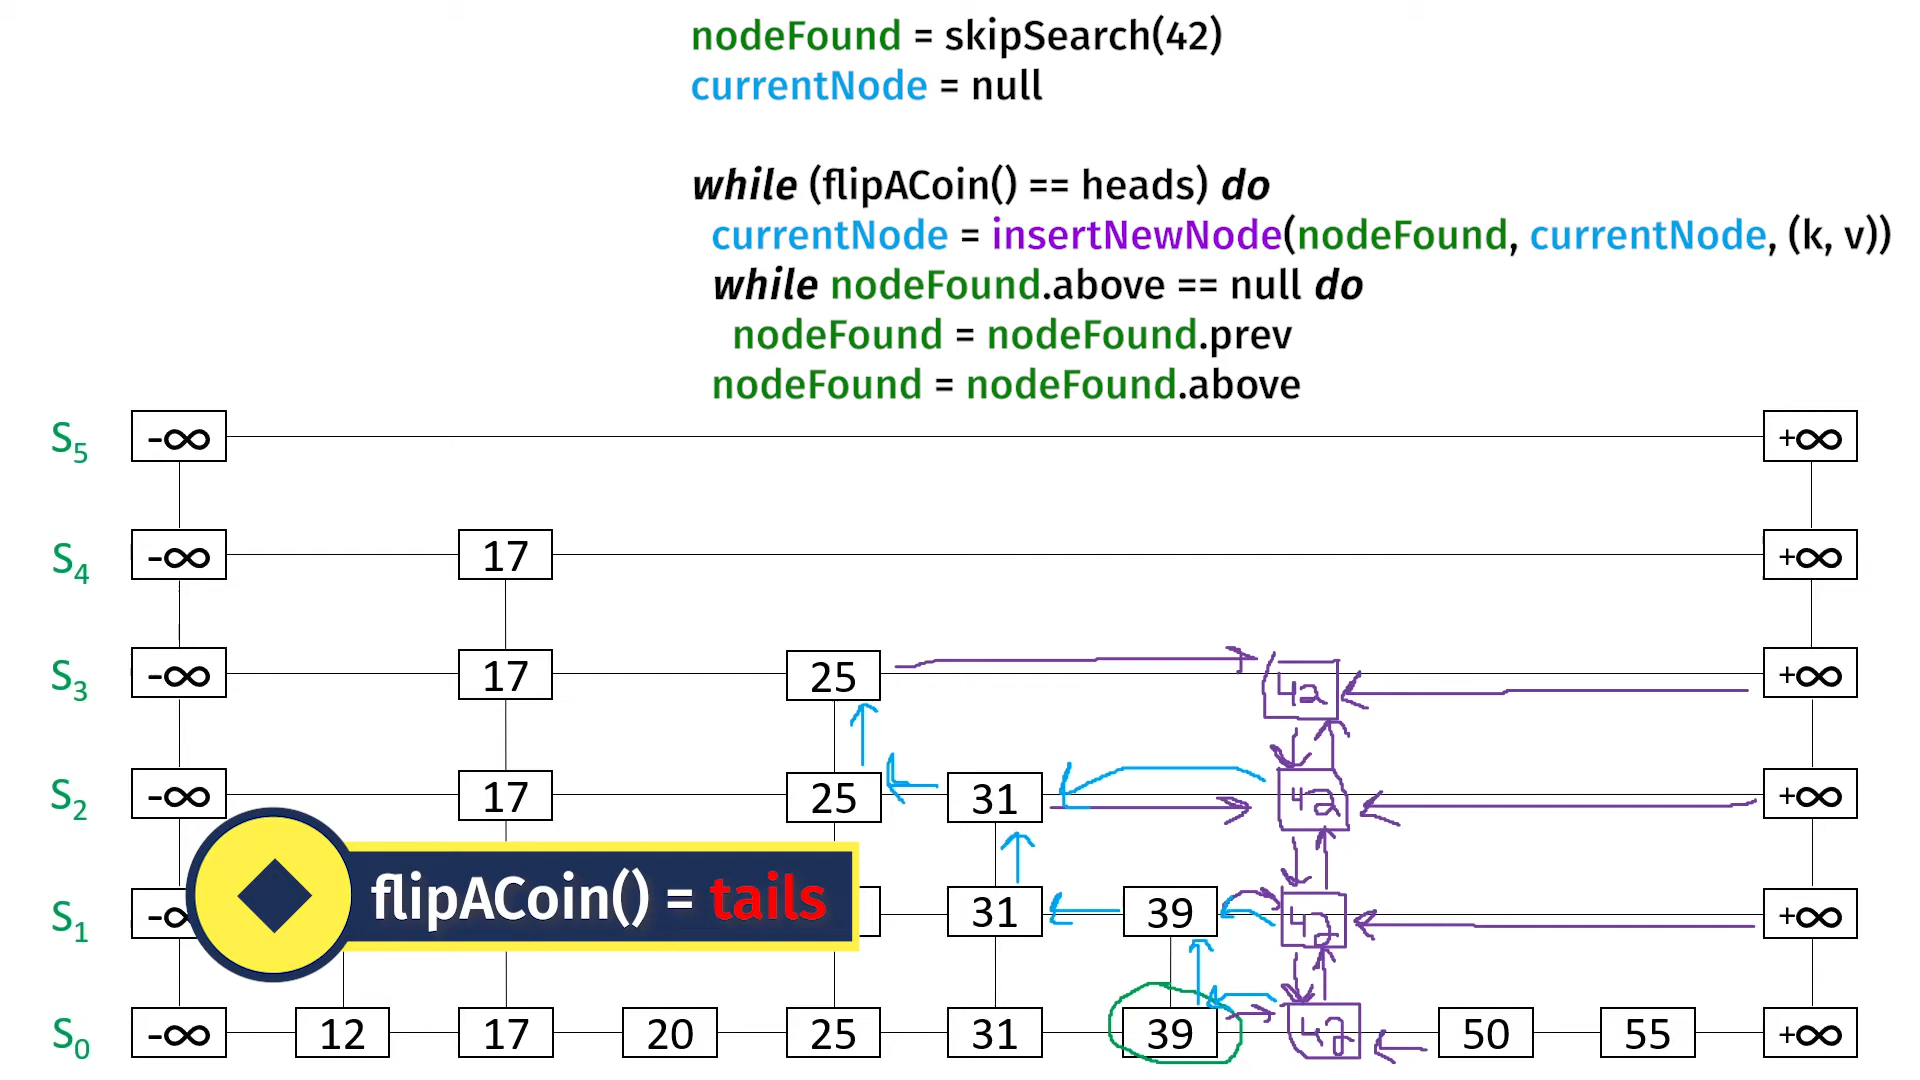 nodeFound = skipSearch(42)
currentNode = null
while (flipACoin() == heads) do
currentNode = insertNewNode(nodeFound, currentNode, (k, v))
while nodeFound.above == null do
nodeFound = nodeFound.prev
nodeFound = nodeFound.above
S5 -∞ +∞
S4 -∞ 17 +∞
S3 -∞ 17 25 42 +∞
S2 -∞ 17 25 31 42 +∞
flipACoin() = tails
S1 -∞ 31 39 42 +∞
S0 -∞ 12 17 20 25 31 39 42 50 55 +∞